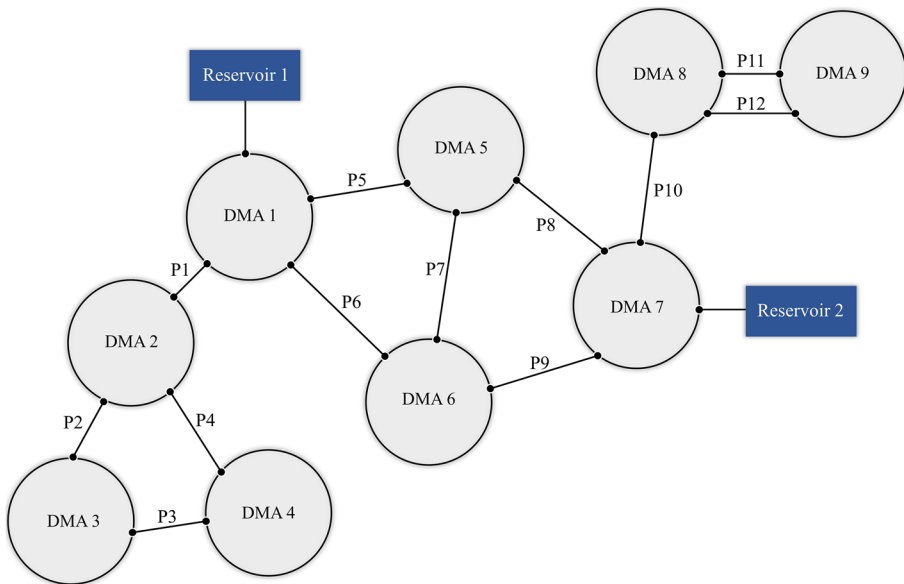 Reservoir 1
DMA 8
P11
DMA 9
P12
DMA 5
P5
P10
DMA 1
P8
P1
P7
P6
DMA 7
Reservoir 2
DMA 2
P9
DMA 6
P2
P4
DMA 3
P3
DMA 4